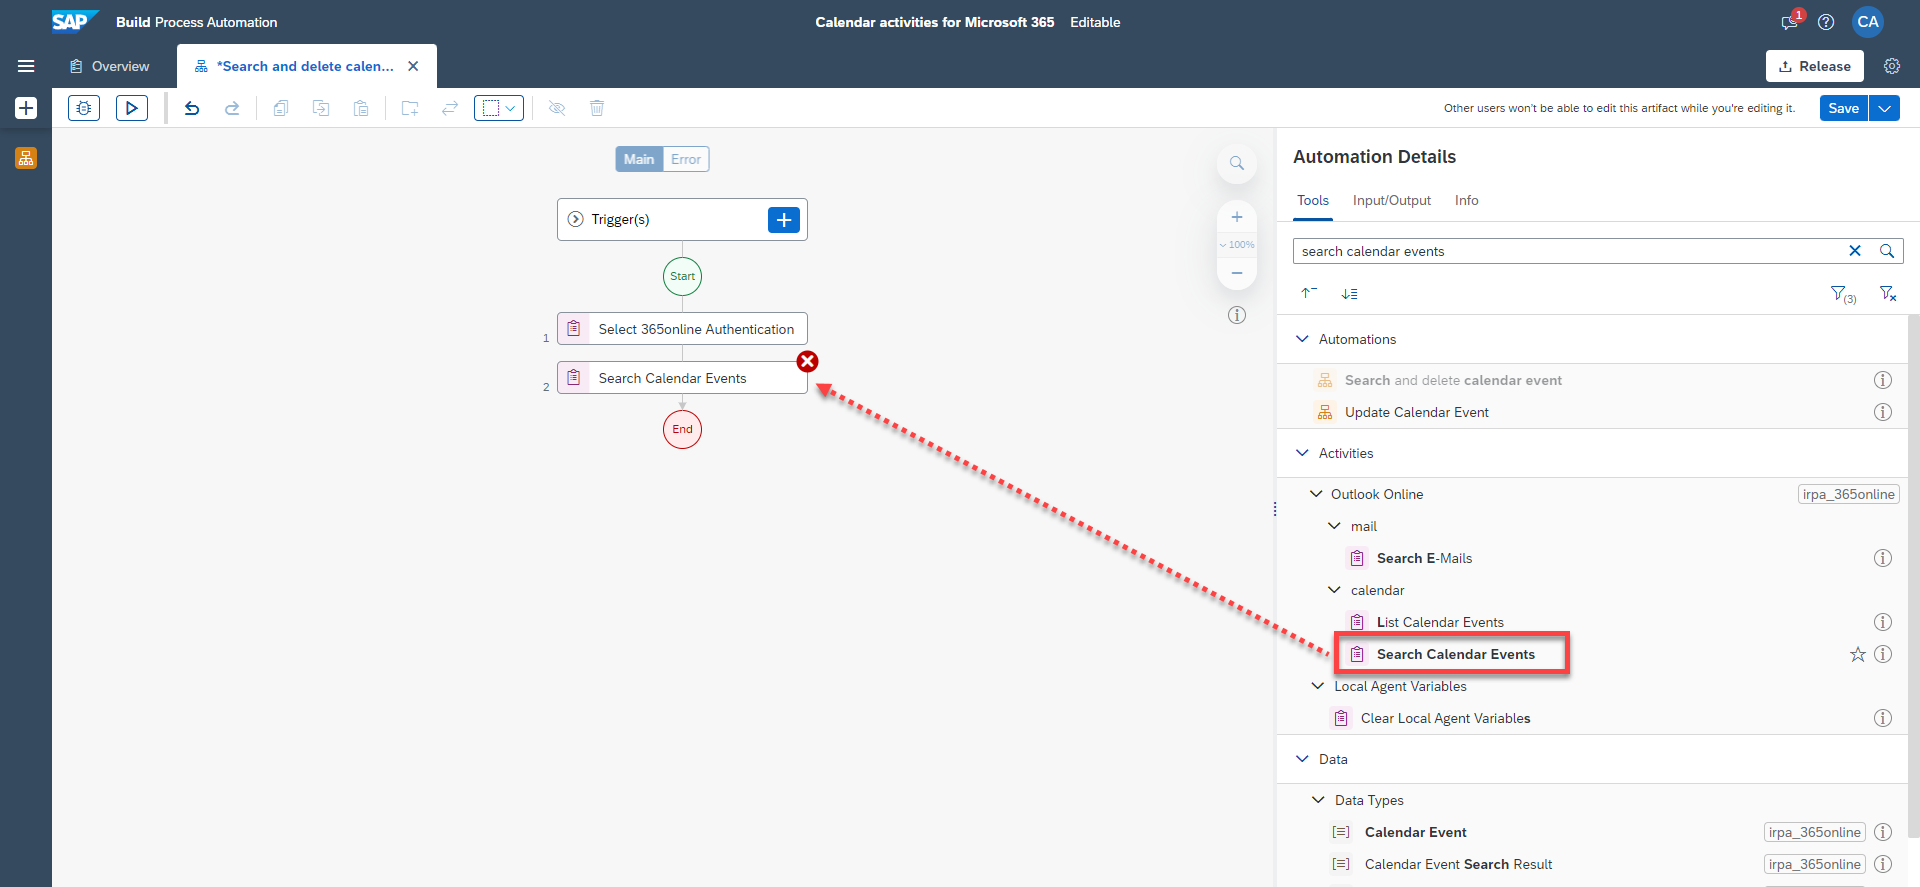 SAP Build Process Automation
Calendar activities for Microsoft 365 Editable
1
CA
Overview
*Search and delete calen...
Release
Other users won't be able to edit this artifact while you're editing it.
Save
Main Error
Trigger(s)
Start
1 Select 365online Authentication
2 Search Calendar Events
End
100%
Automation Details
Tools Input/Output Info
search calendar events
(3)
Automations
Search and delete calendar event
Update Calendar Event
Activities
Outlook Online irpa_365online
mail
Search E-Mails
calendar
List Calendar Events
Search Calendar Events
Local Agent Variables
Clear Local Agent Variables
Data
Data Types
Calendar Event irpa_365online
Calendar Event Search Result irpa_365online